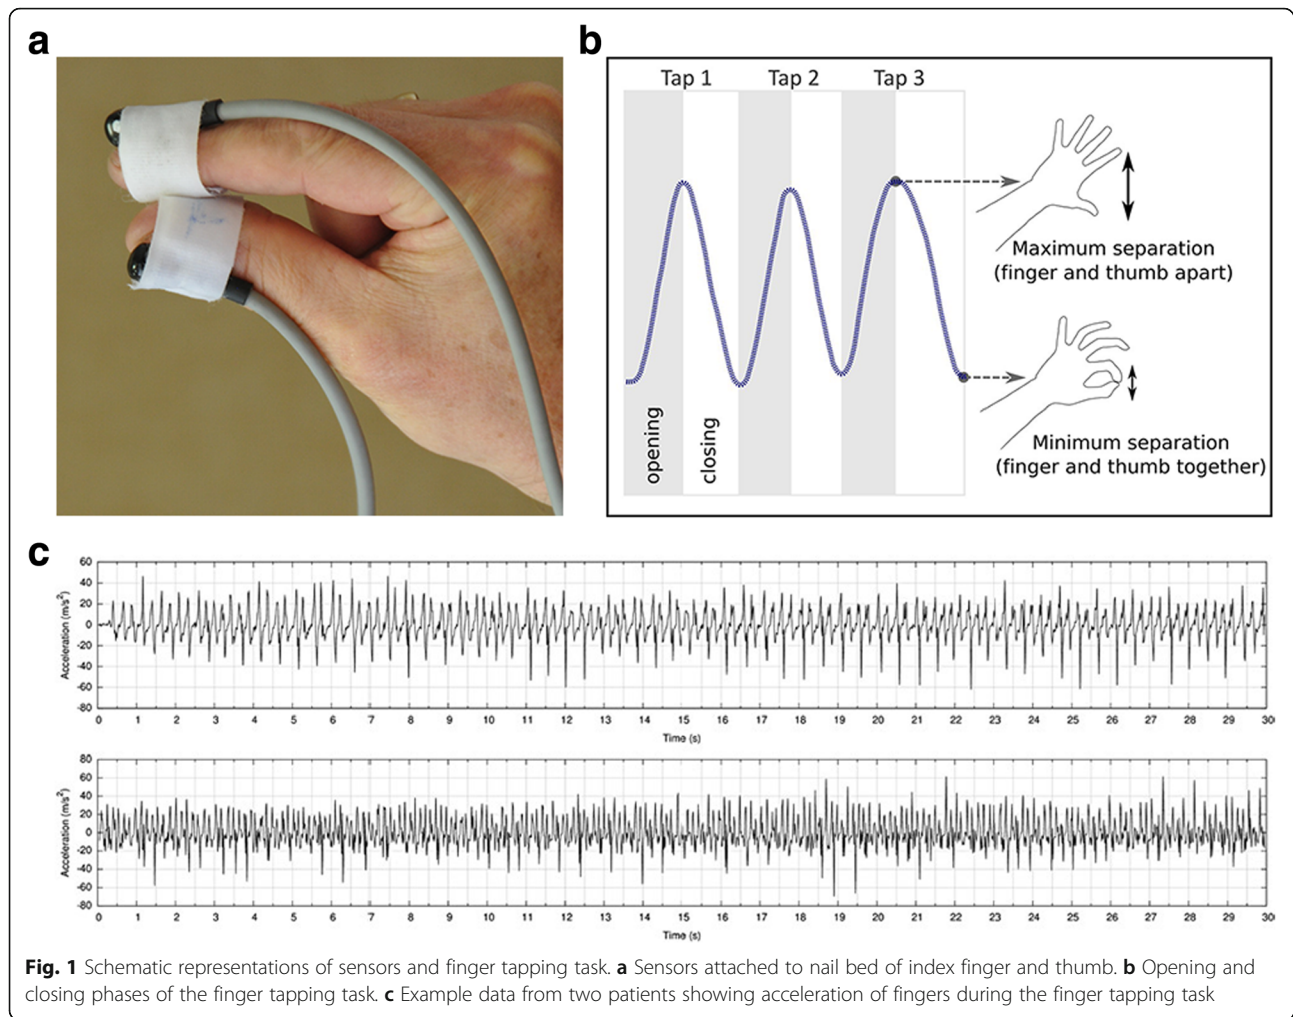 a
b
Tap 1 Tap 2 Tap 3
Maximum separation
(finger and thumb apart)
opening
closing
Minimum separation
(finger and thumb together)
c
60
40
20
0
-20
-40
-60
-80
Acceleration (m/s²)
0 1 2 3 4 5 6 7 8 9 10 11 12 13 14 15 16 17 18 19 20 21 22 23 24 25 26 27 28 29 30
Time (s)
80
60
40
20
0
-20
-40
-60
-80
Acceleration (m/s²)
0 1 2 3 4 5 6 7 8 9 10 11 12 13 14 15 16 17 18 19 20 21 22 23 24 25 26 27 28 29 30
Time (s)
Fig. 1 Schematic representations of sensors and finger tapping task. a Sensors attached to nail bed of index finger and thumb. b Opening and
closing phases of the finger tapping task. c Example data from two patients showing acceleration of fingers during the finger tapping task